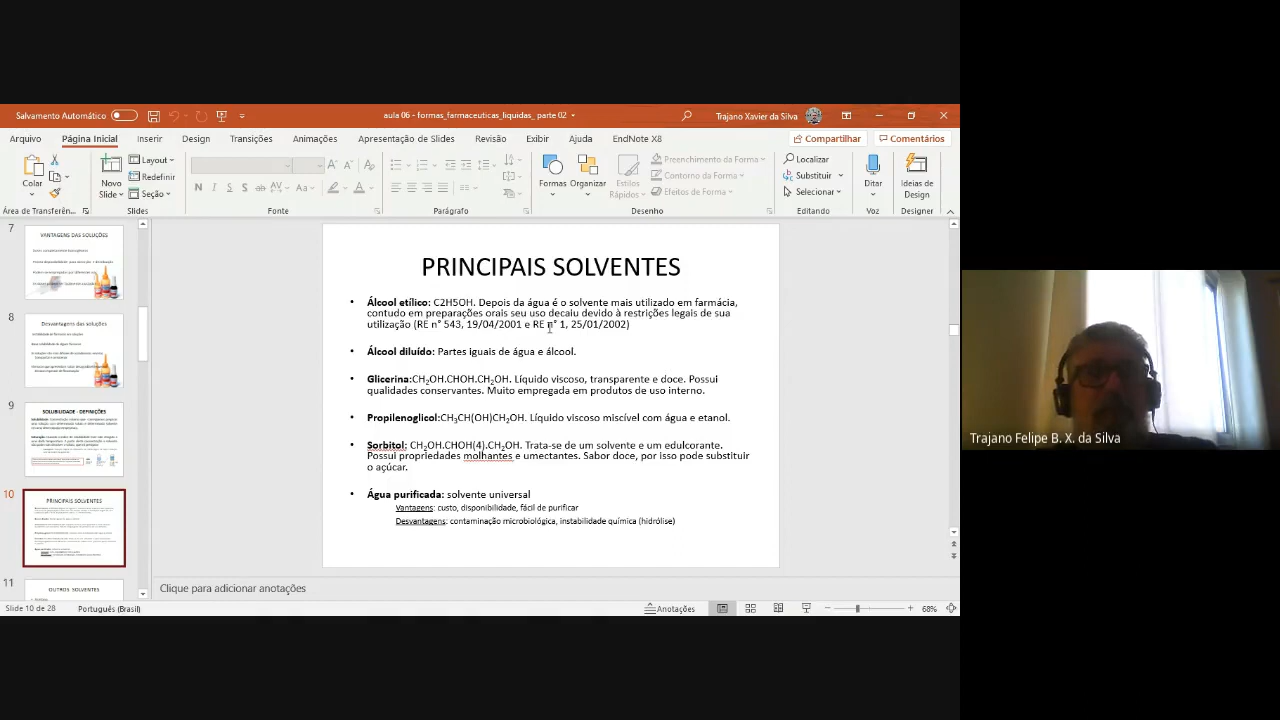 Salvamento Automático
aula 06 - formas_farmaceuticas_liquidas_ parte 02
Trajano Xavier da Silva
Arquivo Página Inicial Inserir Design Transições Animações Apresentação de Slides Revisão Exibir Ajuda EndNote X8
Compartilhar Comentários
Colar
Novo Slide
Layout
Redefinir
Seção
Formas
Organizar
Estilos Rápidos
Preenchimento da Forma
Contorno da Forma
Efeitos de Forma
Localizar
Substituir
Selecionar
Ditar
Ideias de Design
Área de Transferên...
Slides
Fonte
Parágrafo
Desenho
Editando
Voz
Designer
7
VANTAGENS DAS SOLUÇÕES
8
Desvantagens das soluções
9
SOLUBILIDADE - DEFINIÇÕES
10
PRINCIPAIS SOLVENTES
11
OUTROS SOLVENTES
PRINCIPAIS SOLVENTES
• Álcool etílico: C2H5OH. Depois da água é o solvente mais utilizado em farmácia,
contudo em preparações orais seu uso decaiu devido à restrições legais de sua
utilização (RE n° 543, 19/04/2001 e RE n° 1, 25/01/2002)
• Álcool diluído: Partes iguais de água e álcool.
• Glicerina:CH2OH.CHOH.CH2OH. Líquido viscoso, transparente e doce. Possui
qualidades conservantes. Muito empregada em produtos de uso interno.
• Propilenoglicol:CH3CH(OH)CH2OH. Líquido viscoso miscível com água e etanol.
• Sorbitol: CH2OH.CHOH4.CH2OH. Trata-se de um solvente e um edulcorante.
Possui propriedades molhantes e umectantes. Sabor doce, por isso pode substituir
o açúcar.
• Água purificada: solvente universal
Vantagens: custo, disponibilidade, fácil de purificar
Desvantagens: contaminação microbiológica, instabilidade química (hidrólise)
Clique para adicionar anotações
Slide 10 de 28
Português (Brasil)
Anotações
68%
Trajano Felipe B. X. da Silva